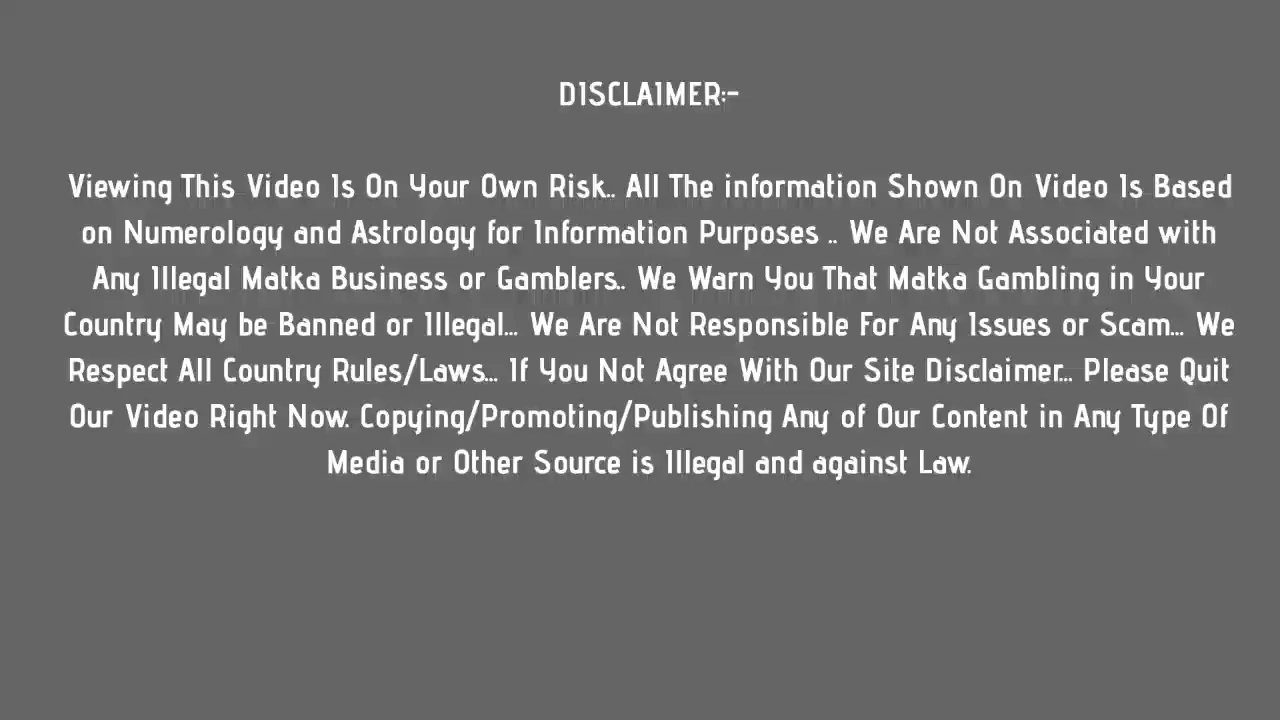 DISCLAIMER:-
Viewing This Video Is On Your Own Risk.. All The information Shown On Video Is Based
on Numerology and Astrology for Information Purposes .. We Are Not Associated with
Any Illegal Matka Business or Gamblers.. We Warn You That Matka Gambling in Your
Country May be Banned or Illegal... We Are Not Responsible For Any Issues or Scam... We
Respect All Country Rules/Laws... If You Not Agree With Our Site Disclaimer... Please Quit
Our Video Right Now. Copying/Promoting/Publishing Any of Our Content in Any Type Of
Media or Other Source is Illegal and against Law.